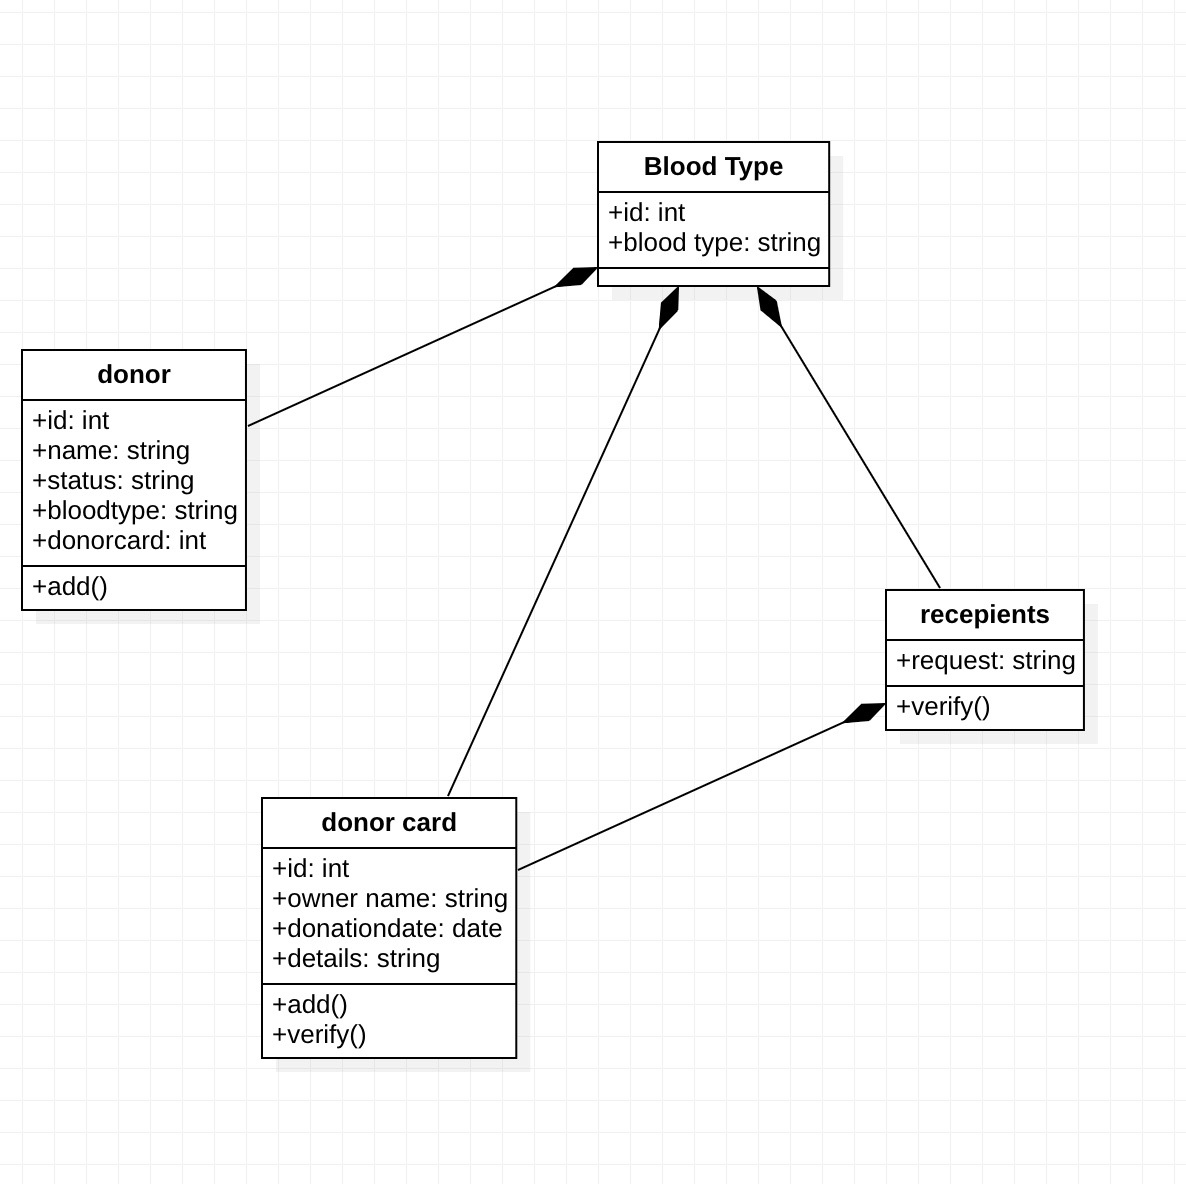 Blood Type
+id: int
+blood type: string
donor
+id: int
+name: string
+status: string
+bloodtype: string
+donorcard: int
+add()
recepients
+request: string
+verify()
donor card
+id: int
+owner name: string
+donationdate: date
+details: string
+add()
+verify()